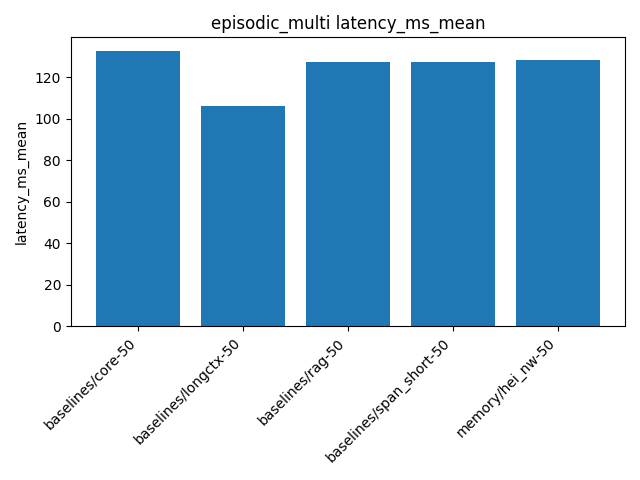 episodic_multi latency_ms_mean
latency_ms_mean
120
100
80
60
40
20
0
baselines/core-50
baselines/longctx-50
baselines/rag-50
baselines/span_short-50
memory/hei_nw-50